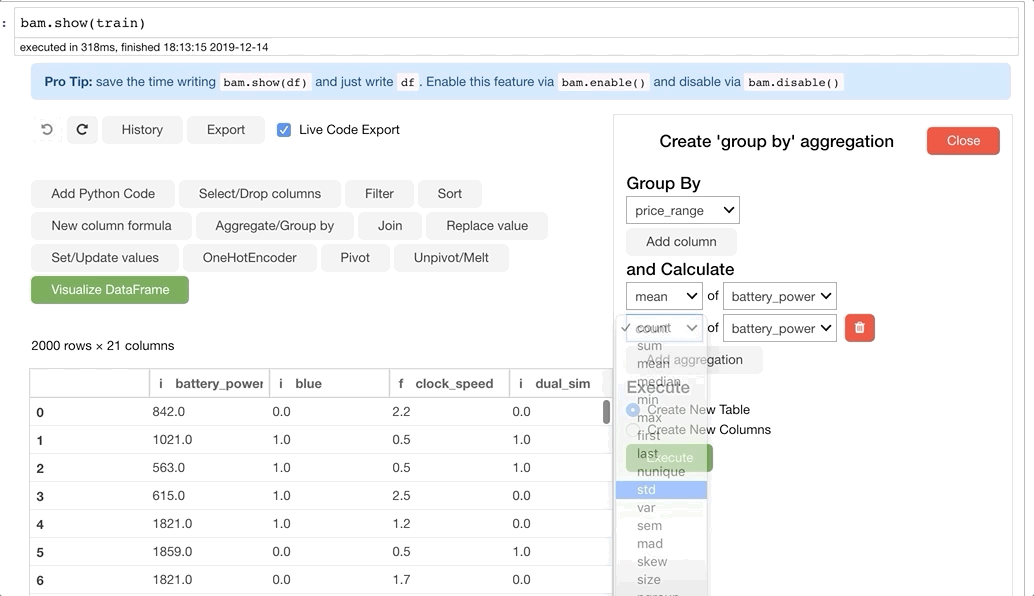 : bam.show(train)
executed in 318ms, finished 18:13:15 2019-12-14
Pro Tip: save the time writing bam.show(df) and just write df . Enable this feature via bam.enable() and disable via bam.disable()
History Export Live Code Export
Add Python Code Select/Drop columns Filter Sort
New column formula Aggregate/Group by Join Replace value
Set/Update values OneHotEncoder Pivot Unpivot/Melt
Visualize DataFrame
2000 rows × 21 columns
i battery_power i blue f clock_speed i dual_sim
0 842.0 0.0 2.2 0.0
1 1021.0 1.0 0.5 1.0
2 563.0 1.0 0.5 1.0
3 615.0 1.0 2.5 0.0
4 1821.0 1.0 1.2 0.0
5 1859.0 0.0 0.5 1.0
6 1821.0 0.0 1.7 0.0
Create 'group by' aggregation Close
Group By
price_range
Add column
and Calculate
mean of battery_power
count of battery_power
Add aggregation
Execute
Create New Table
Create New Columns
Execute
count
sum
mean
median
min
max
first
last
nunique
std
var
sem
mad
skew
size